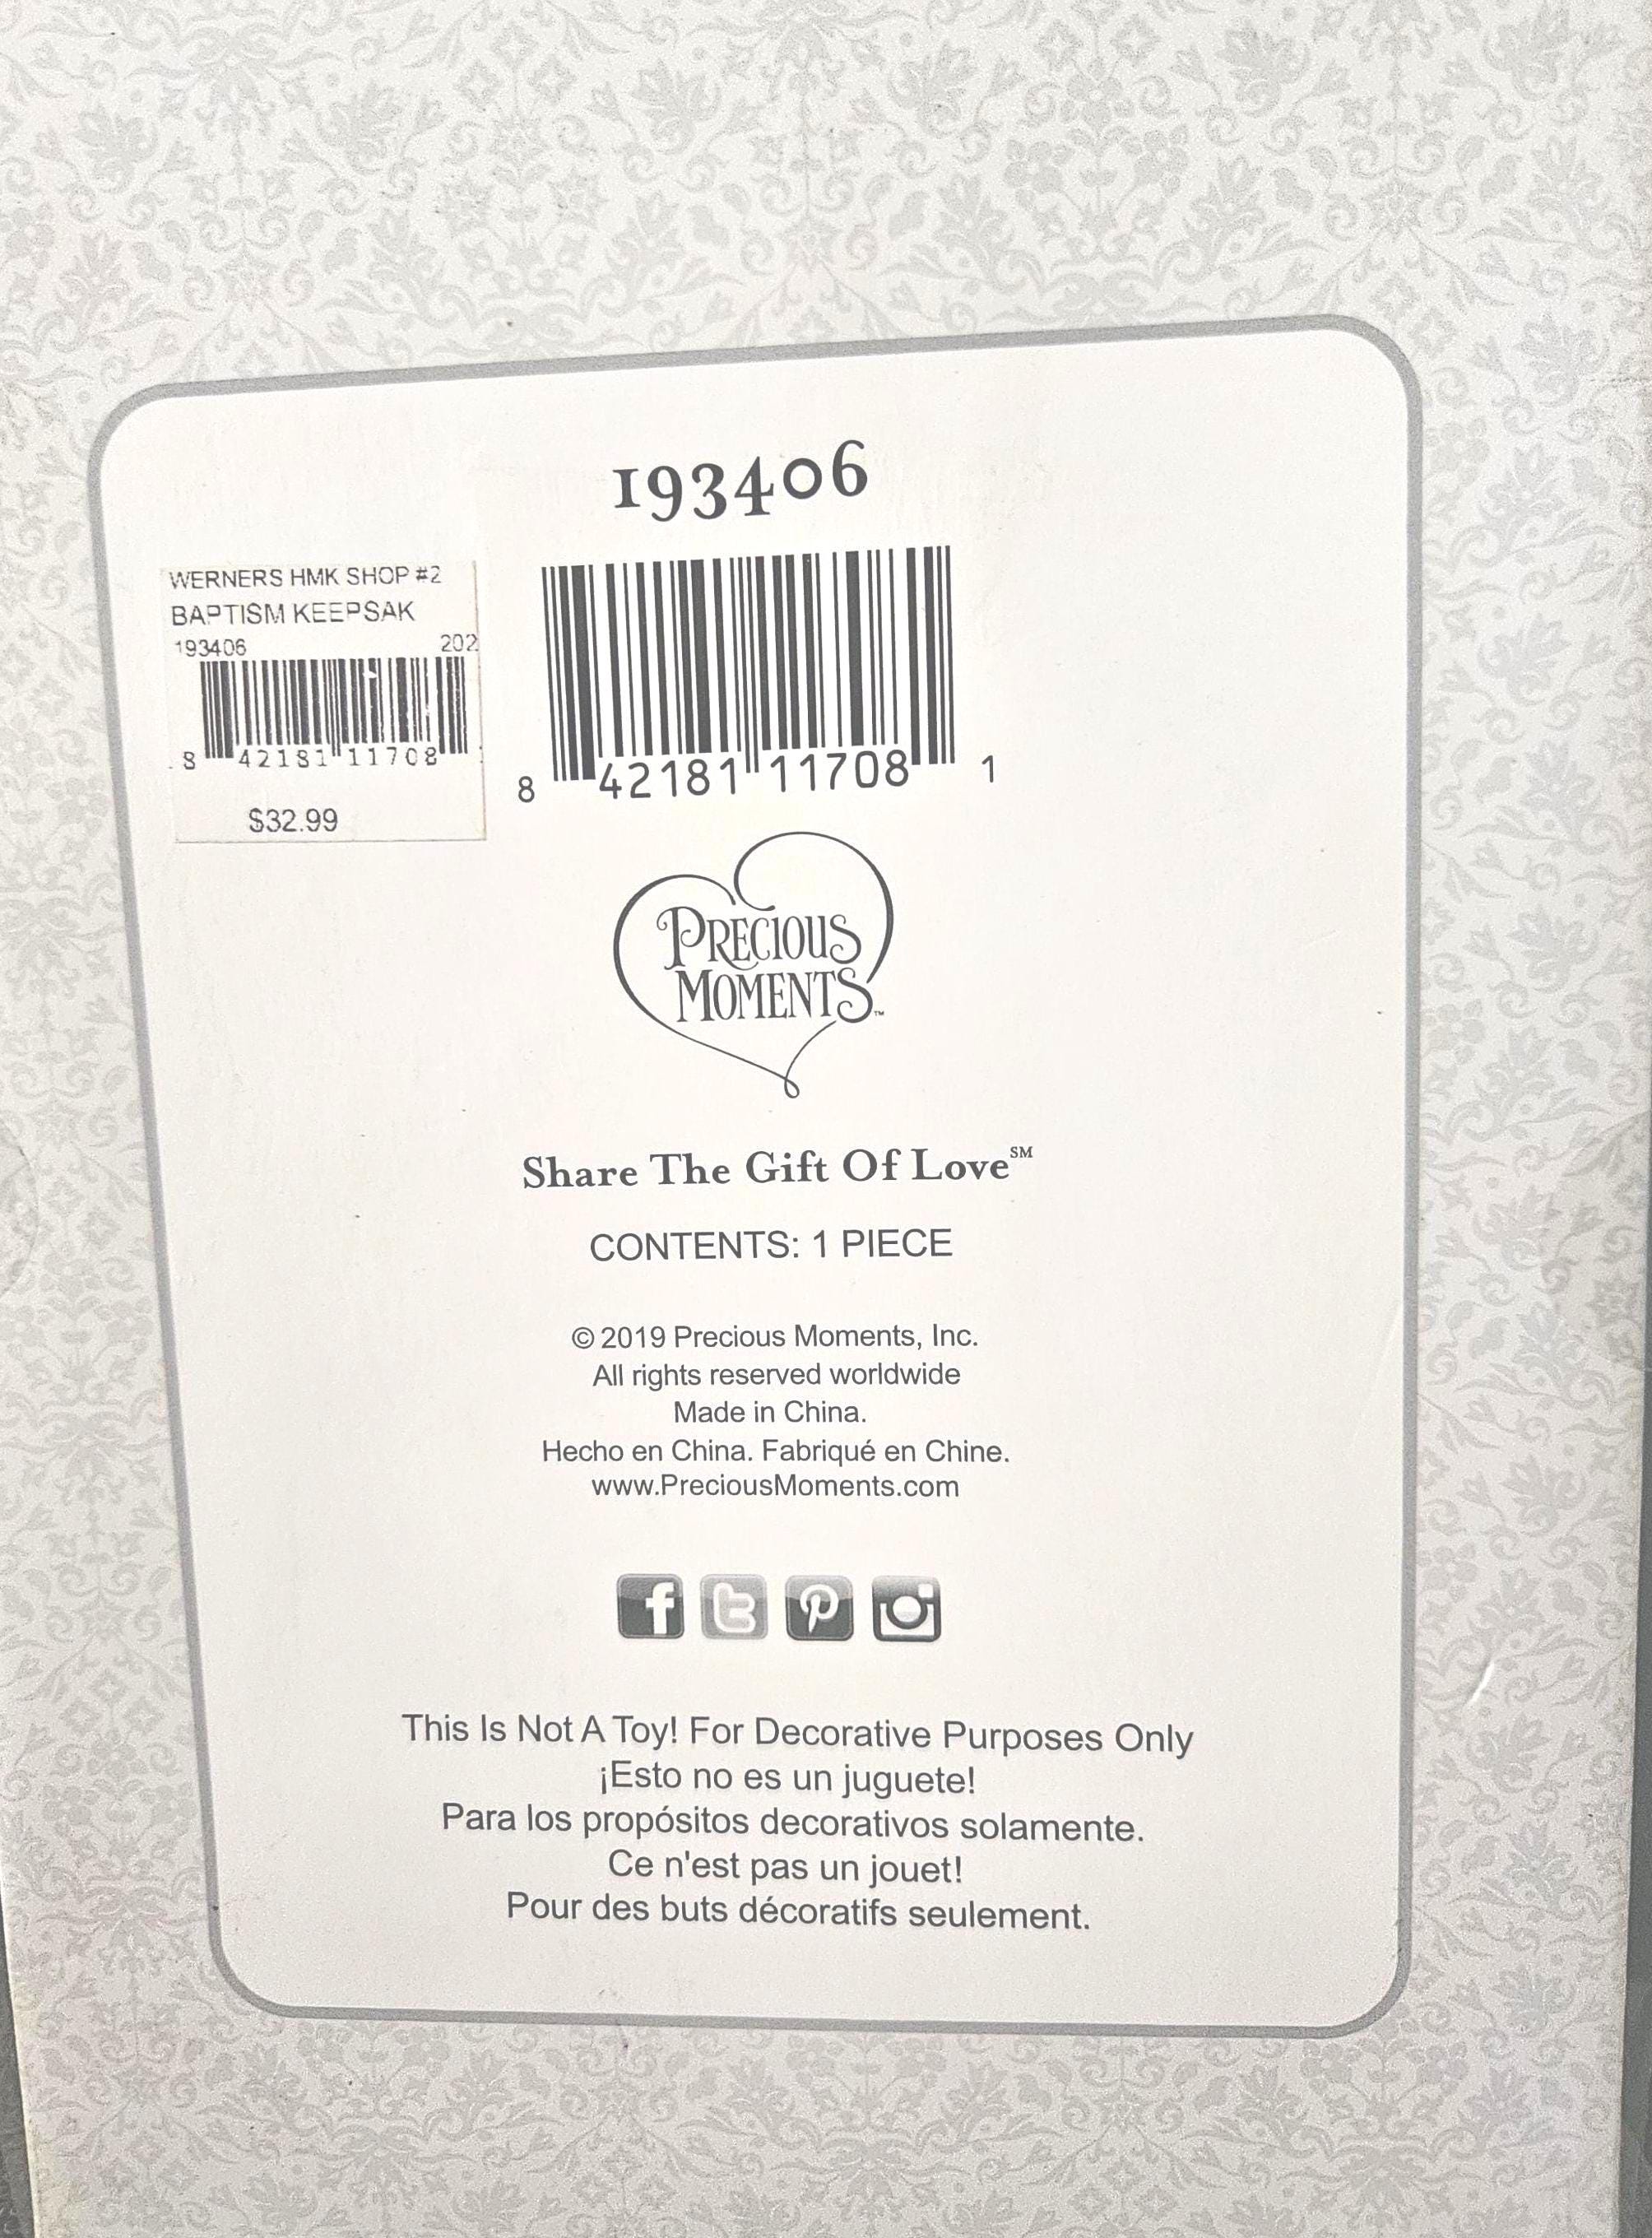 193406
WERNERS HMK SHOP #2
BAPTISM KEEPSAK
193406 202
8 42181 11708
$32.99
8 42181 11708 1
PRECIOUS
MOMENTS™
Share The Gift Of Love℠
CONTENTS: 1 PIECE
© 2019 Precious Moments, Inc.
All rights reserved worldwide
Made in China.
Hecho en China. Fabriqué en Chine.
www.PreciousMoments.com
This Is Not A Toy! For Decorative Purposes Only
¡Esto no es un juguete!
Para los propósitos decorativos solamente.
Ce n'est pas un jouet!
Pour des buts décoratifs seulement.